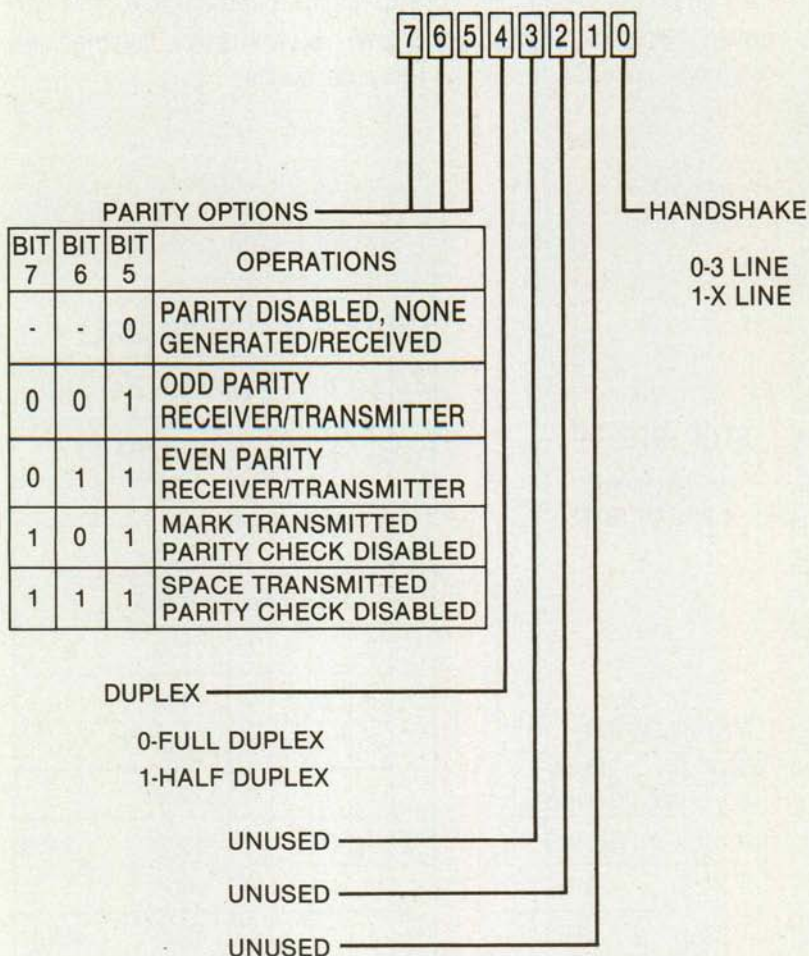 7 6 5 4 3 2 1 0
PARITY OPTIONS
HANDSHAKE
0-3 LINE
1-X LINE
BIT 7 BIT 6 BIT 5 OPERATIONS
- - 0 PARITY DISABLED, NONE
GENERATED/RECEIVED
0 0 1 ODD PARITY
RECEIVER/TRANSMITTER
0 1 1 EVEN PARITY
RECEIVER/TRANSMITTER
1 0 1 MARK TRANSMITTED
PARITY CHECK DISABLED
1 1 1 SPACE TRANSMITTED
PARITY CHECK DISABLED
DUPLEX
0-FULL DUPLEX
1-HALF DUPLEX
UNUSED
UNUSED
UNUSED